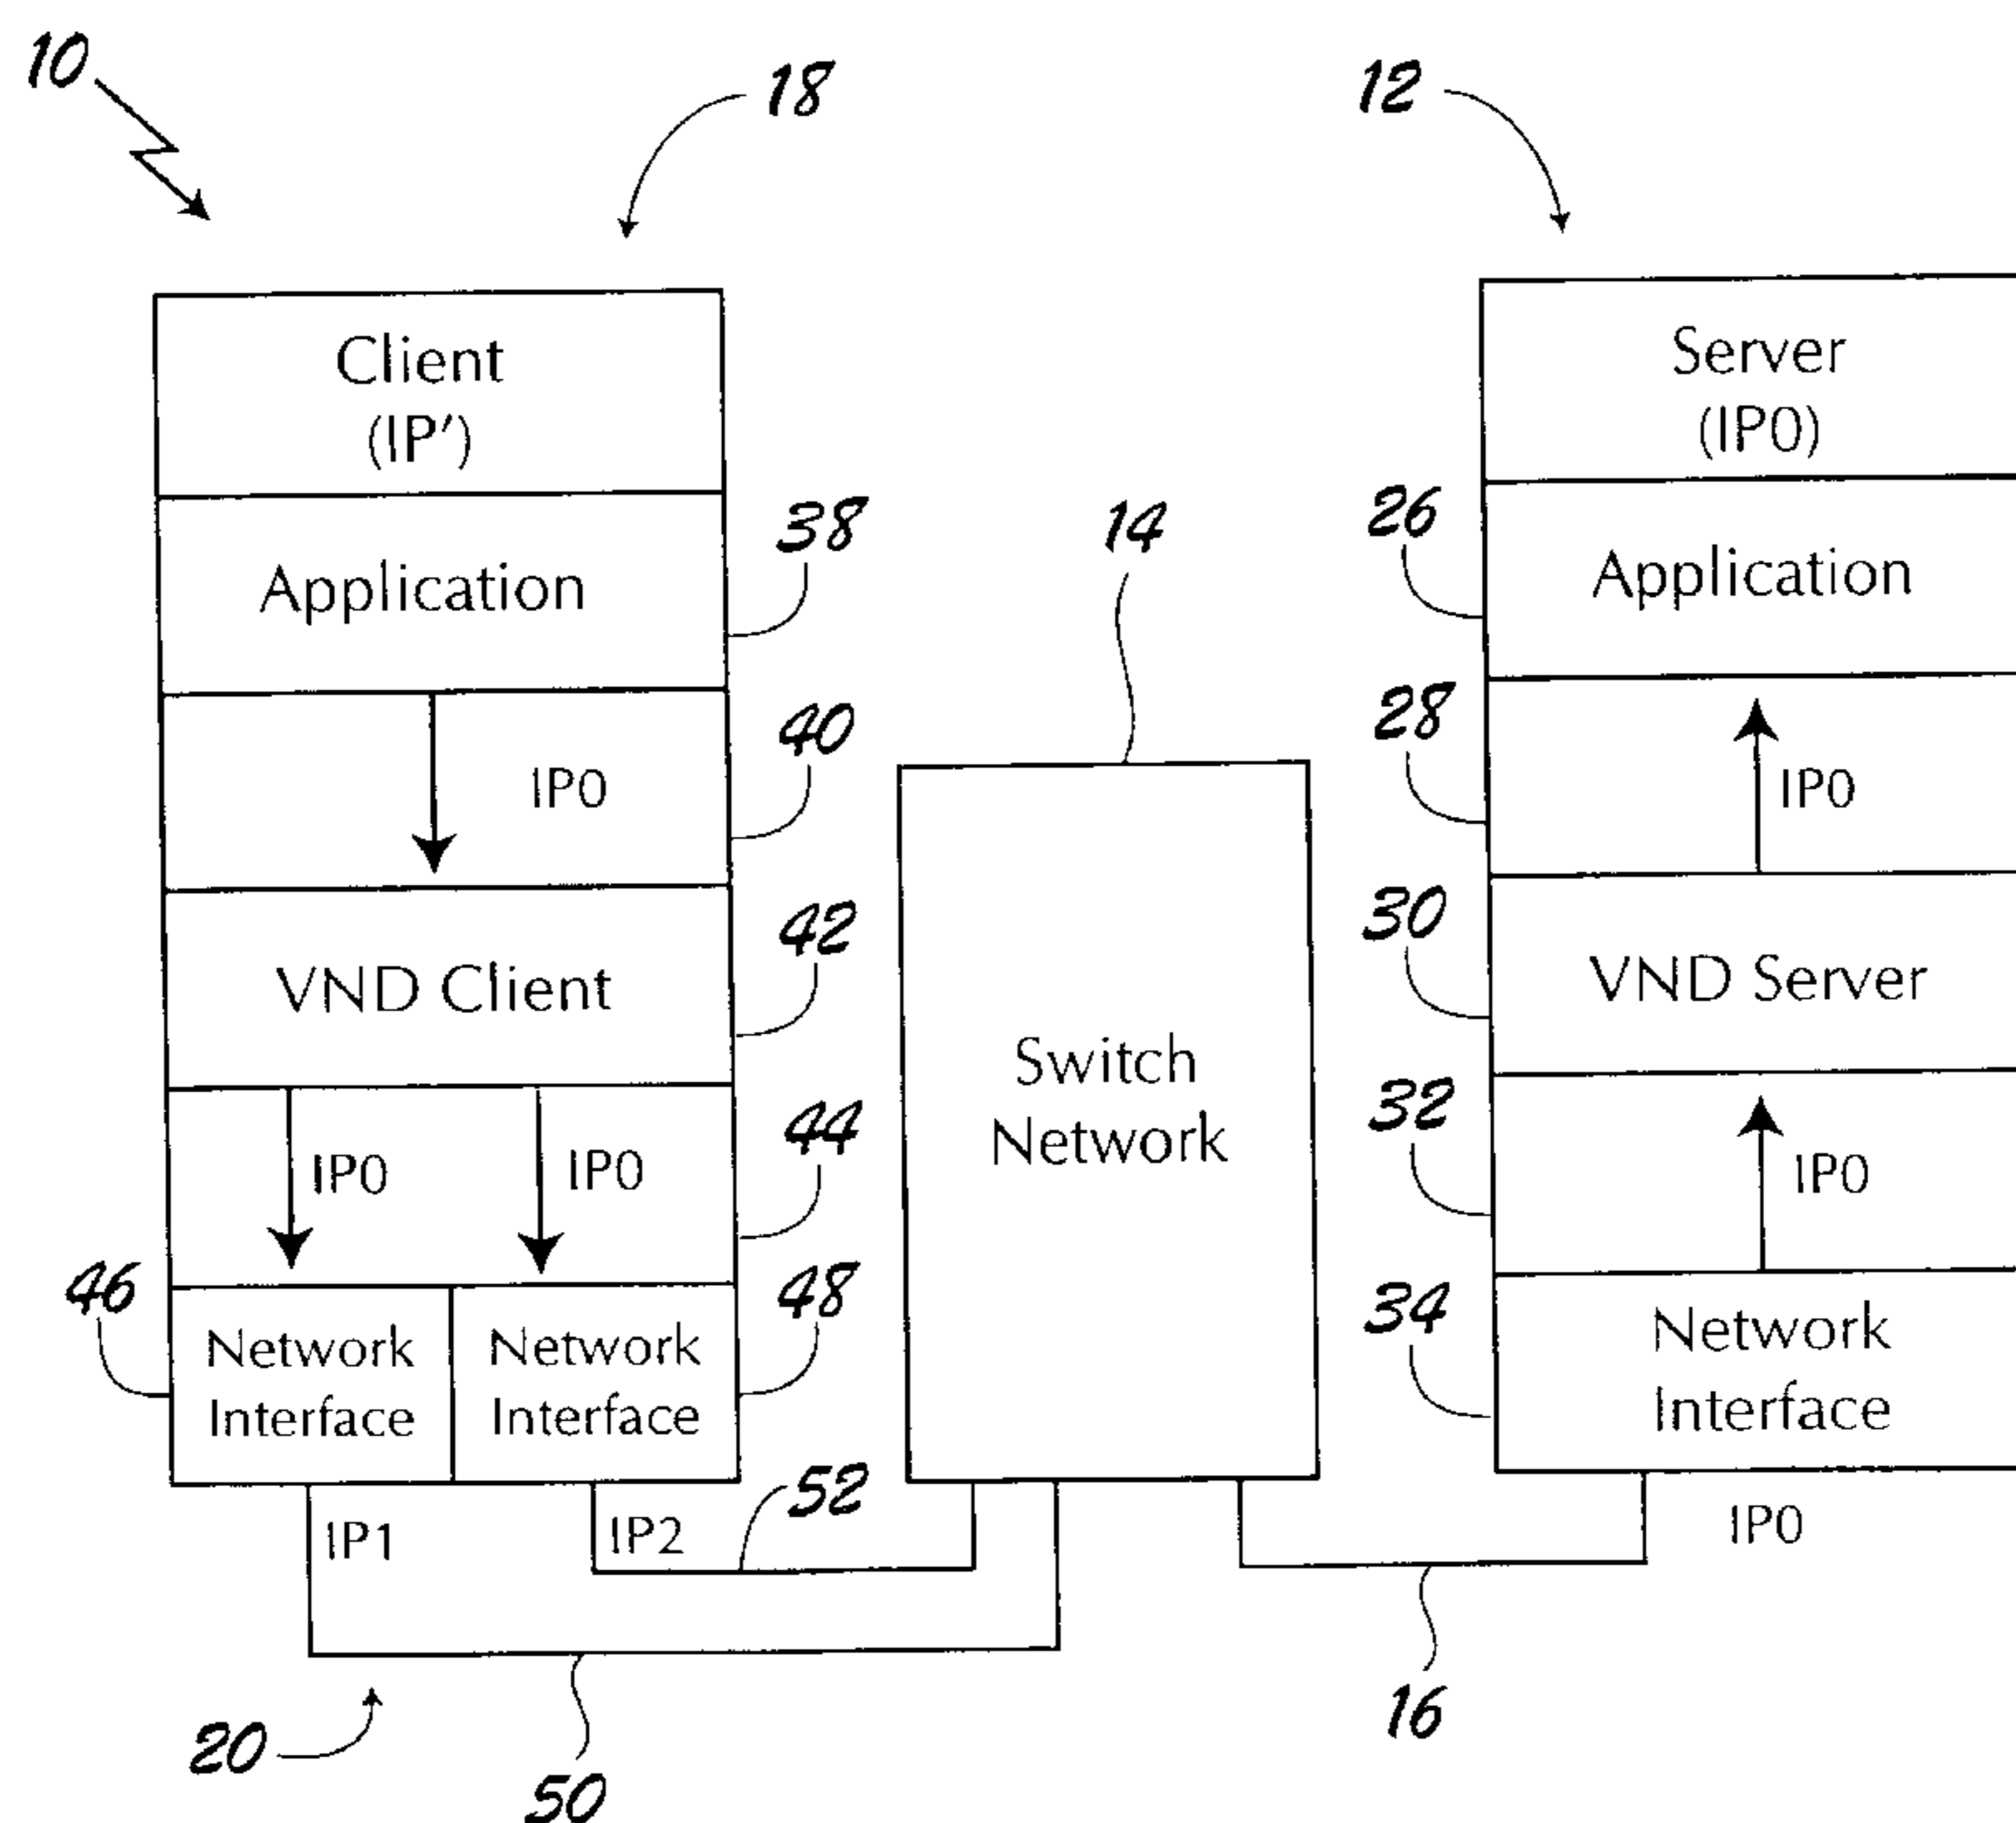 10
18
12
Client
(IP')
Server
(IP0)
38
14
26
Application
Application
40
28
IP0
IP0
42
30
VND Client
VND Server
Switch
Network
44
32
IP0
IP0
IP0
46
48
34
Network
Interface
Network
Interface
Network
Interface
52
IP1
IP2
IP0
20
50
16